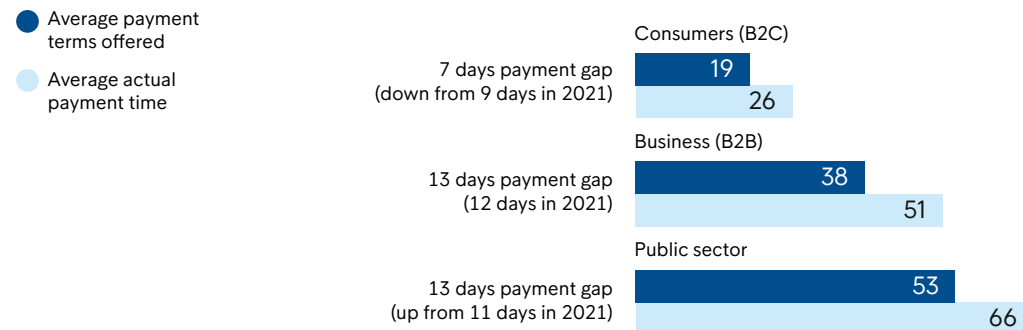 Average payment
terms offered
Average actual
payment time
Consumers (B2C)
7 days payment gap
(down from 9 days in 2021)
19
26
Business (B2B)
13 days payment gap
(12 days in 2021)
38
51
Public sector
13 days payment gap
(up from 11 days in 2021)
53
66